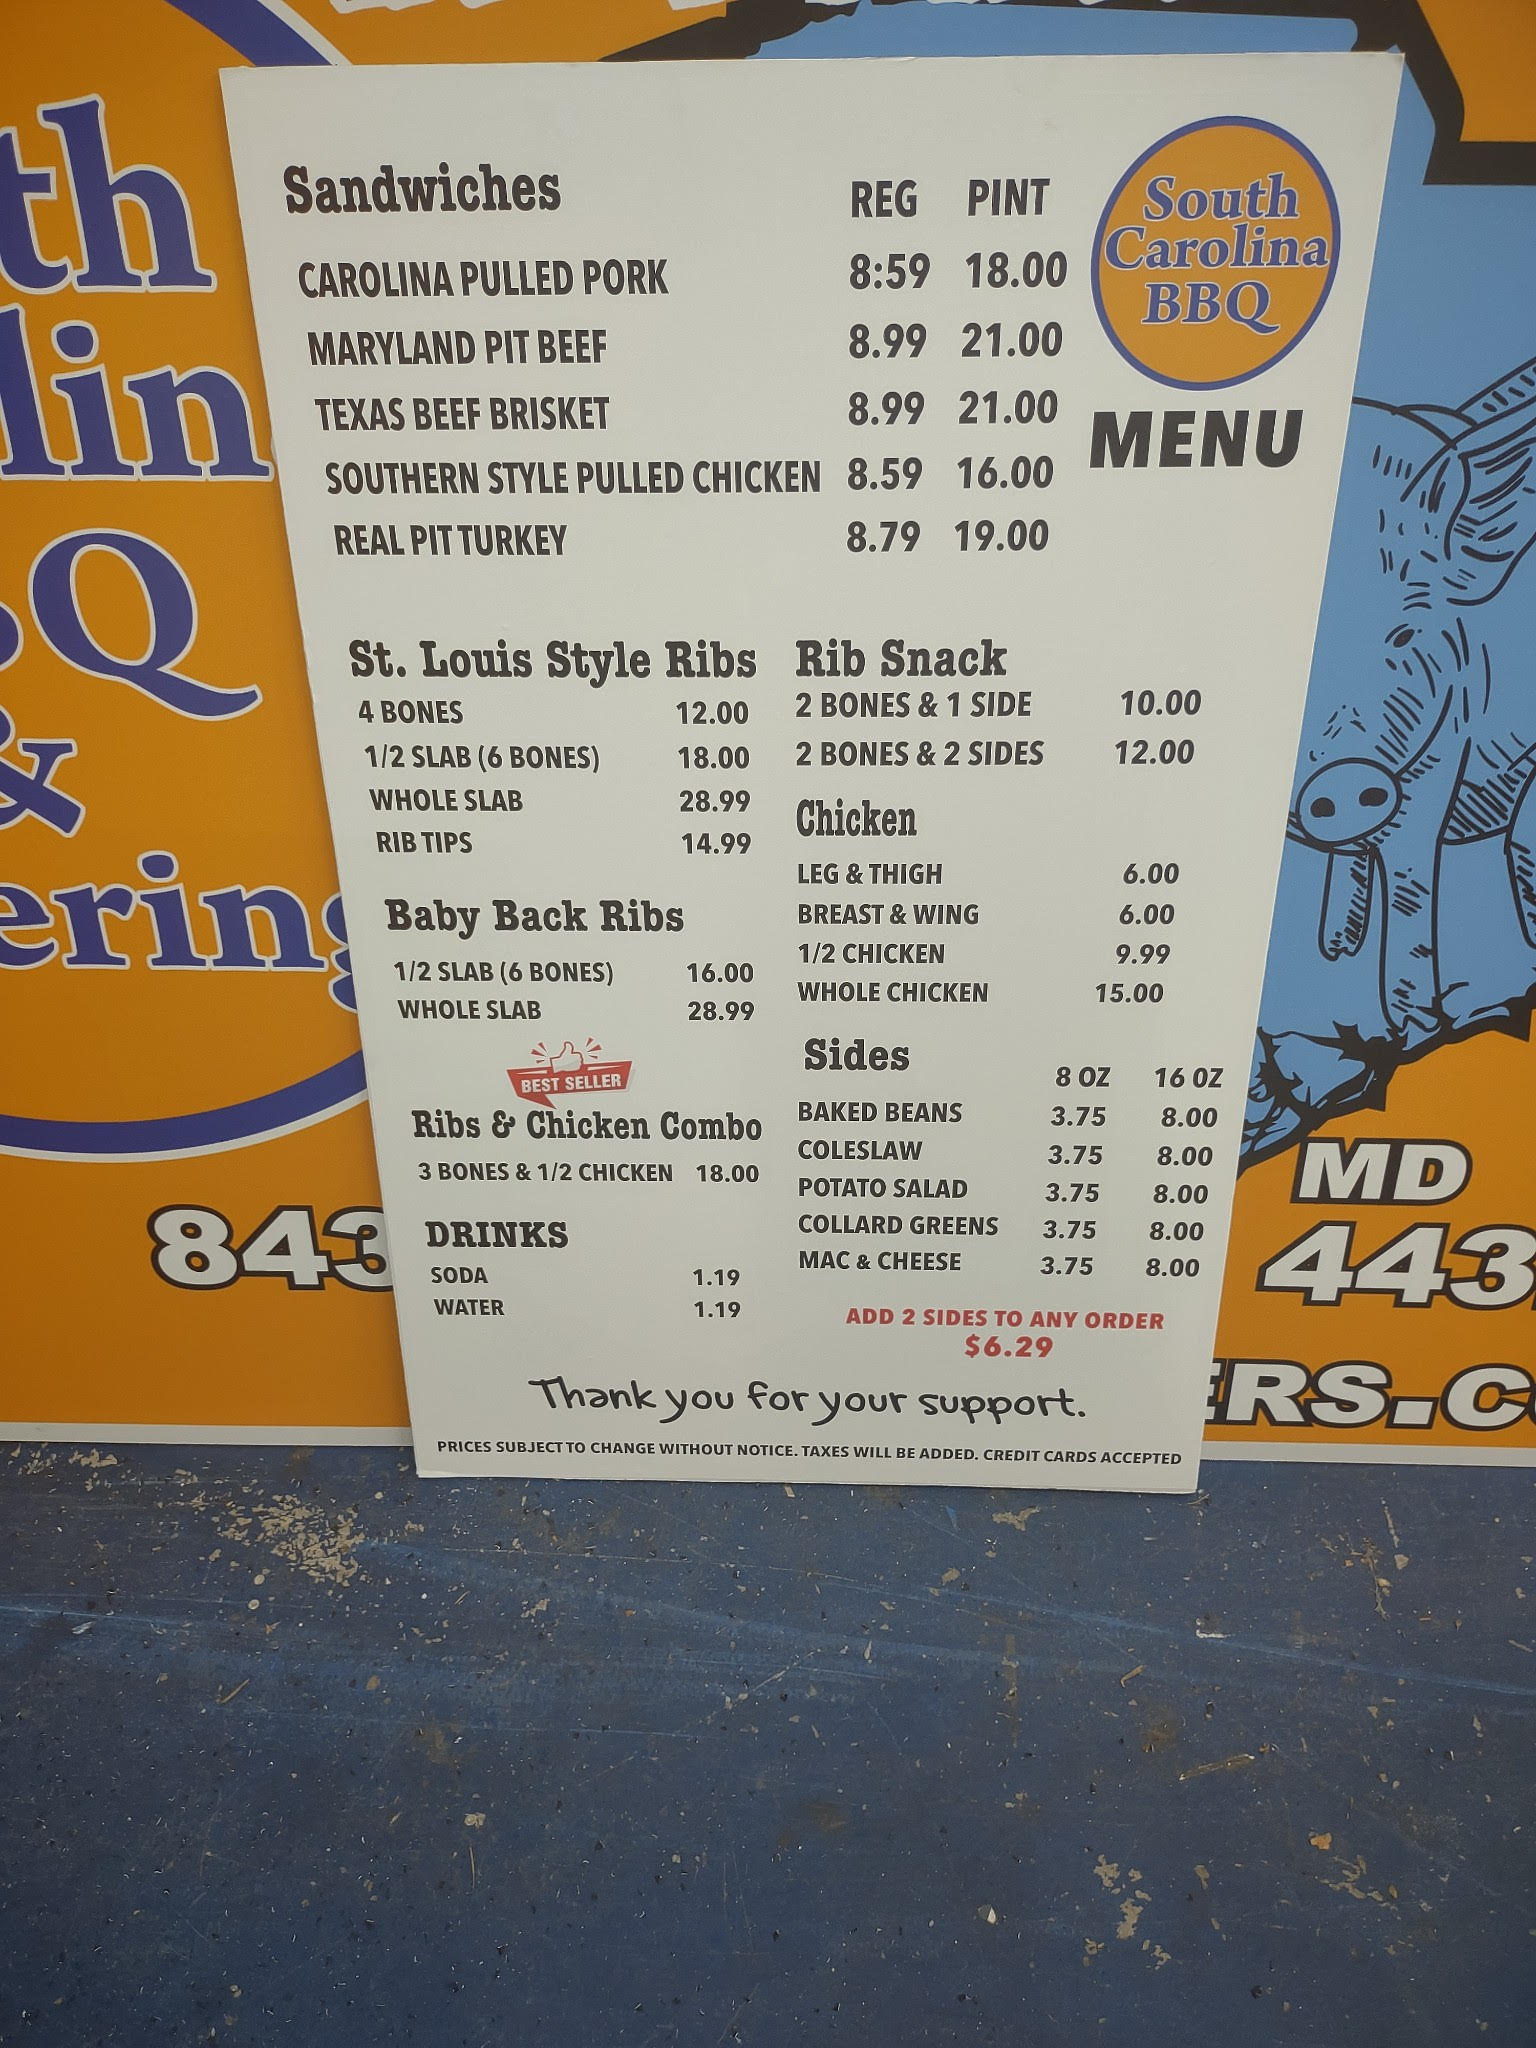 Sandwiches REG PINT
CAROLINA PULLED PORK 8:59 18.00
MARYLAND PIT BEEF 8.99 21.00
TEXAS BEEF BRISKET 8.99 21.00
SOUTHERN STYLE PULLED CHICKEN 8.59 16.00
REAL PIT TURKEY 8.79 19.00
South
Carolina
BBQ
MENU
St. Louis Style Ribs
4 BONES 12.00
1/2 SLAB (6 BONES) 18.00
WHOLE SLAB 28.99
RIB TIPS 14.99
Baby Back Ribs
1/2 SLAB (6 BONES) 16.00
WHOLE SLAB 28.99
BEST SELLER
Ribs & Chicken Combo
3 BONES & 1/2 CHICKEN 18.00
DRINKS
SODA 1.19
WATER 1.19
Rib Snack
2 BONES & 1 SIDE 10.00
2 BONES & 2 SIDES 12.00
Chicken
LEG & THIGH 6.00
BREAST & WING 6.00
1/2 CHICKEN 9.99
WHOLE CHICKEN 15.00
Sides
8 OZ 16 OZ
BAKED BEANS 3.75 8.00
COLESLAW 3.75 8.00
POTATO SALAD 3.75 8.00
COLLARD GREENS 3.75 8.00
MAC & CHEESE 3.75 8.00
ADD 2 SIDES TO ANY ORDER
$6.29
Thank you for your support.
PRICES SUBJECT TO CHANGE WITHOUT NOTICE. TAXES WILL BE ADDED. CREDIT CARDS ACCEPTED
th
lin
Q
&
ering
843
MD
443
ERS.C